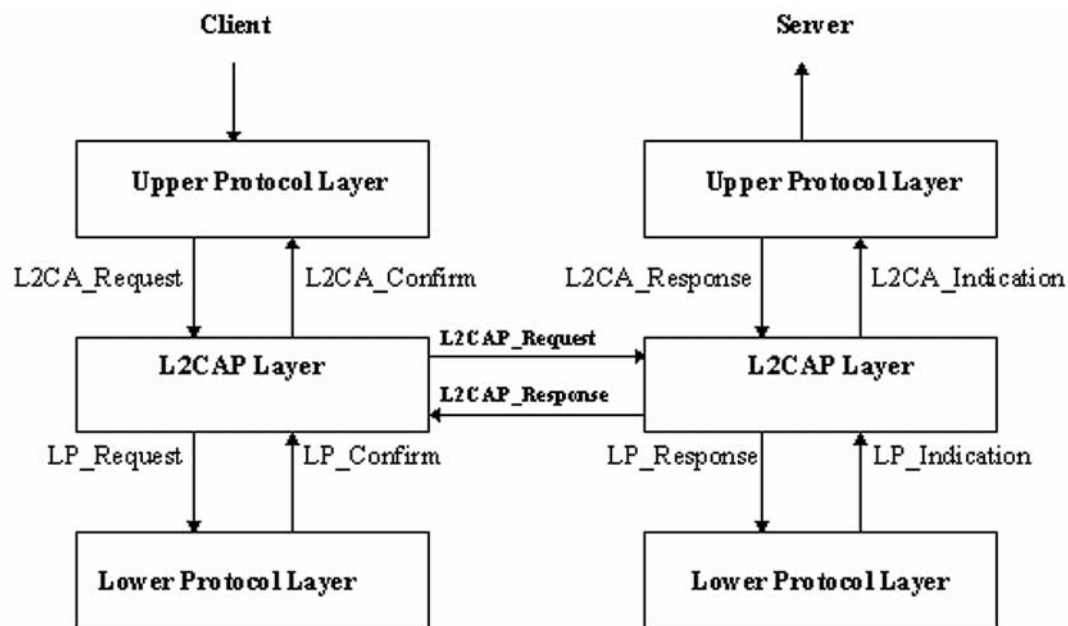 Client
Server
Upper Protocol Layer
Upper Protocol Layer
L2CA_Request
L2CA_Confirm
L2CA_Response
L2CA_Indication
L2CAP Layer
L2CAP_Request
L2CAP_Response
L2CAP Layer
LP_Request
LP_Confirm
LP_Response
LP_Indication
Lower Protocol Layer
Lower Protocol Layer